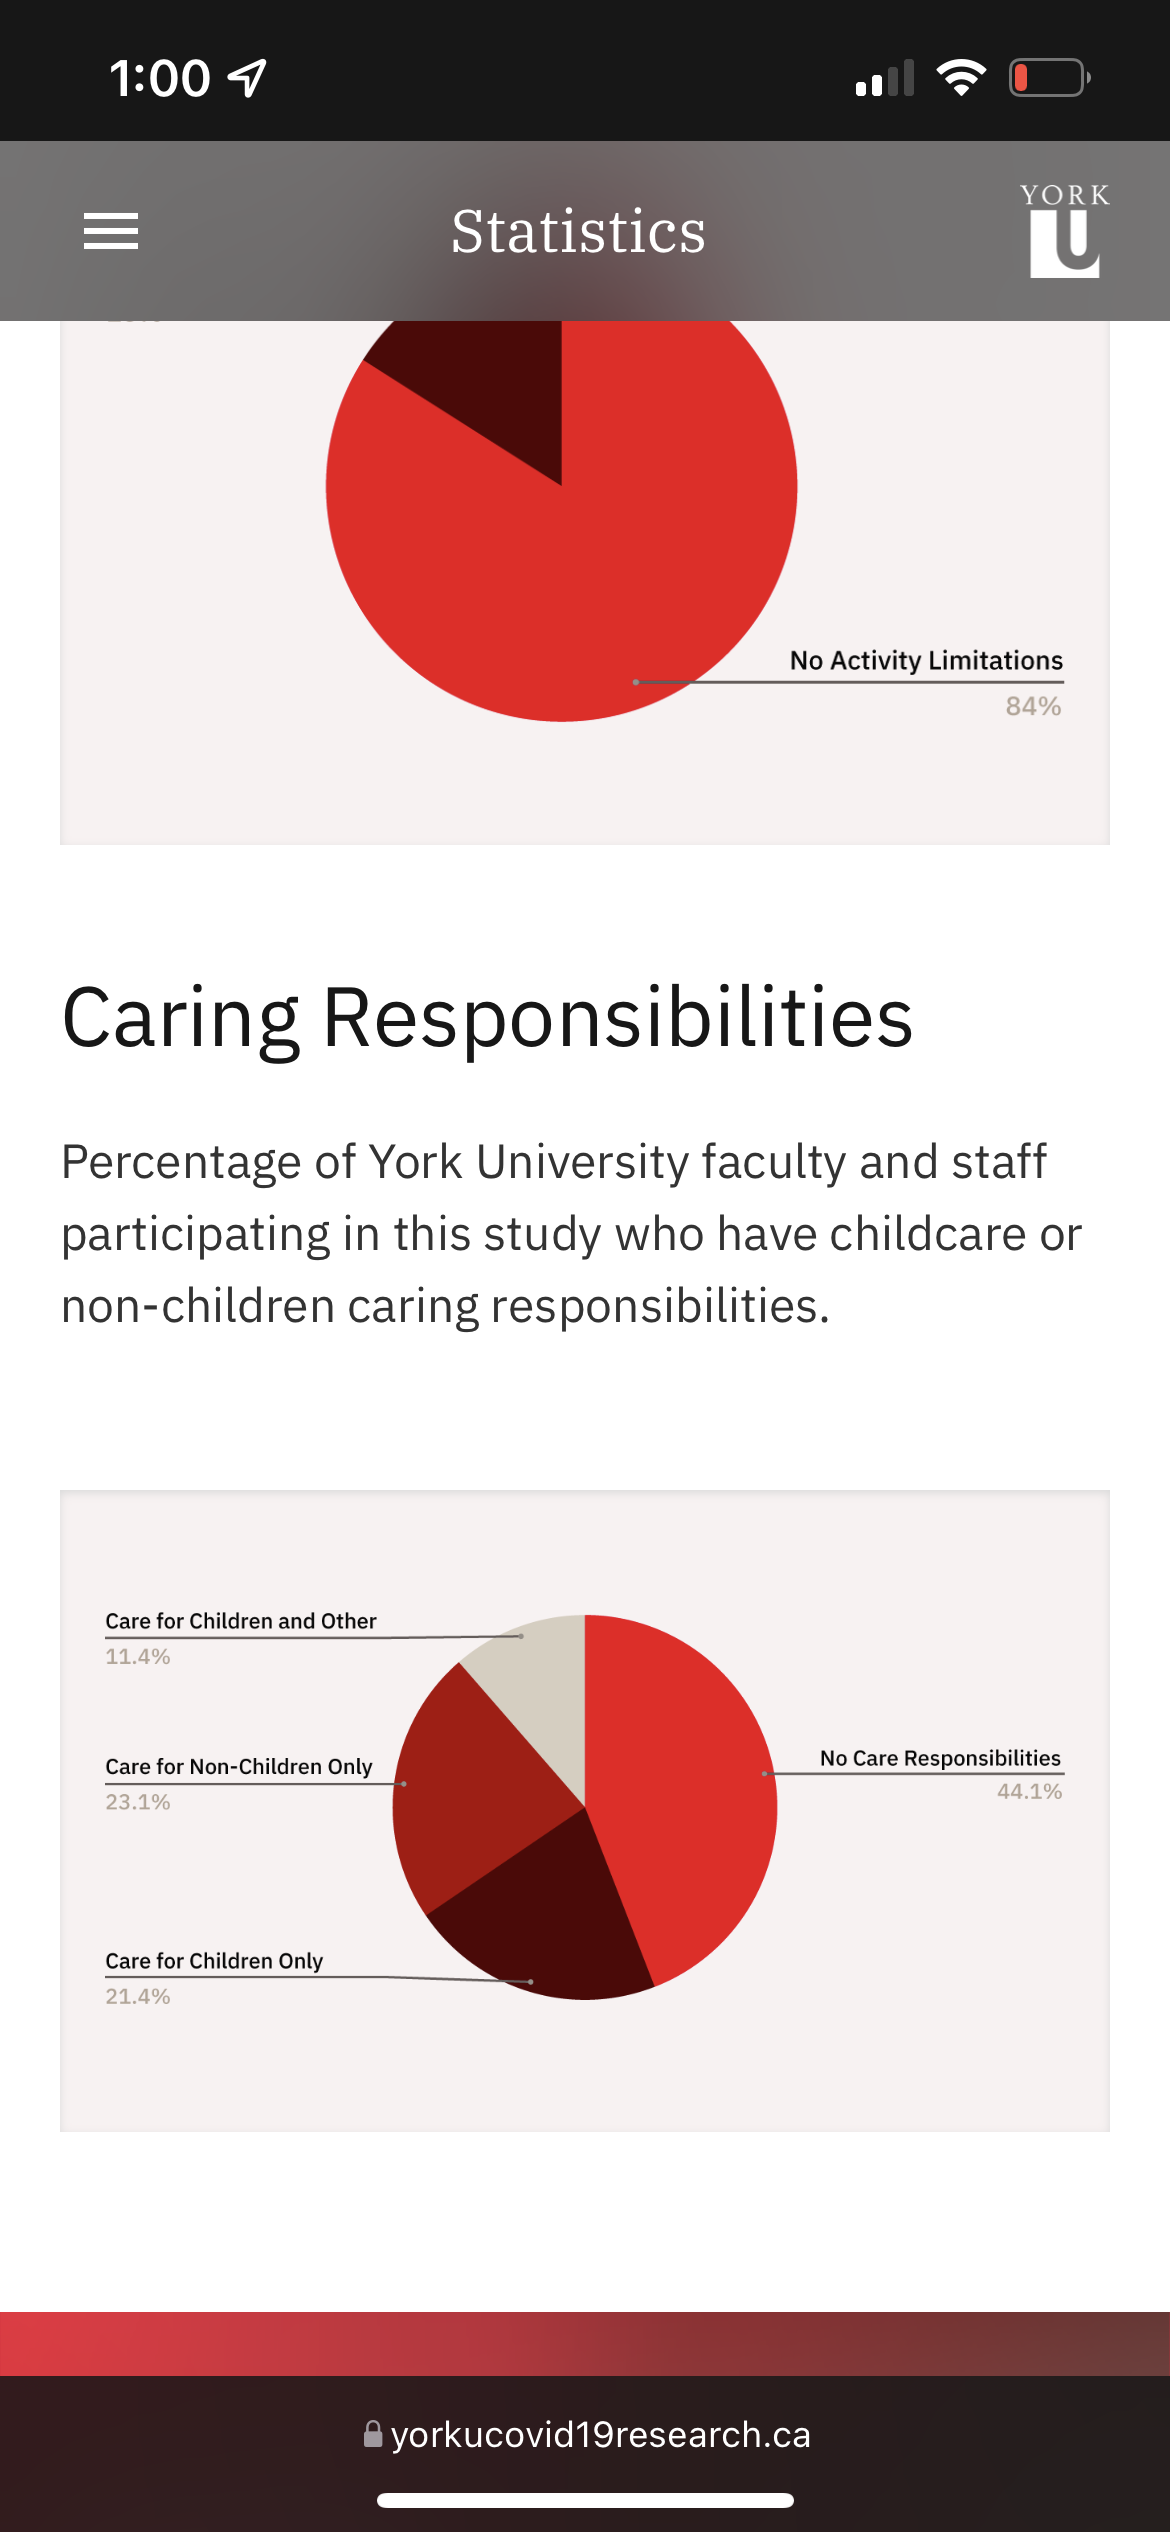 1:00
Statistics
YORK
U
No Activity Limitations
84%
Caring Responsibilities
Percentage of York University faculty and staff
participating in this study who have childcare or
non-children caring responsibilities.
Care for Children and Other
11.4%
Care for Non-Children Only
23.1%
No Care Responsibilities
44.1%
Care for Children Only
21.4%
yorkucovid19research.ca